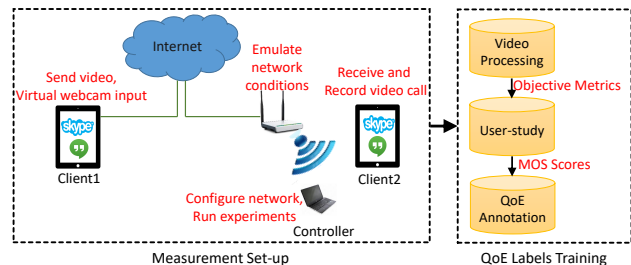 Internet
Send video,
Virtual webcam input
Emulate
network
conditions
Receive and
Record video call
skype
skype
Client1
Client2
Configure network,
Run experiments
Controller
Measurement Set-up
Video
Processing
Objective Metrics
User-study
MOS Scores
QoE
Annotation
QoE Labels Training